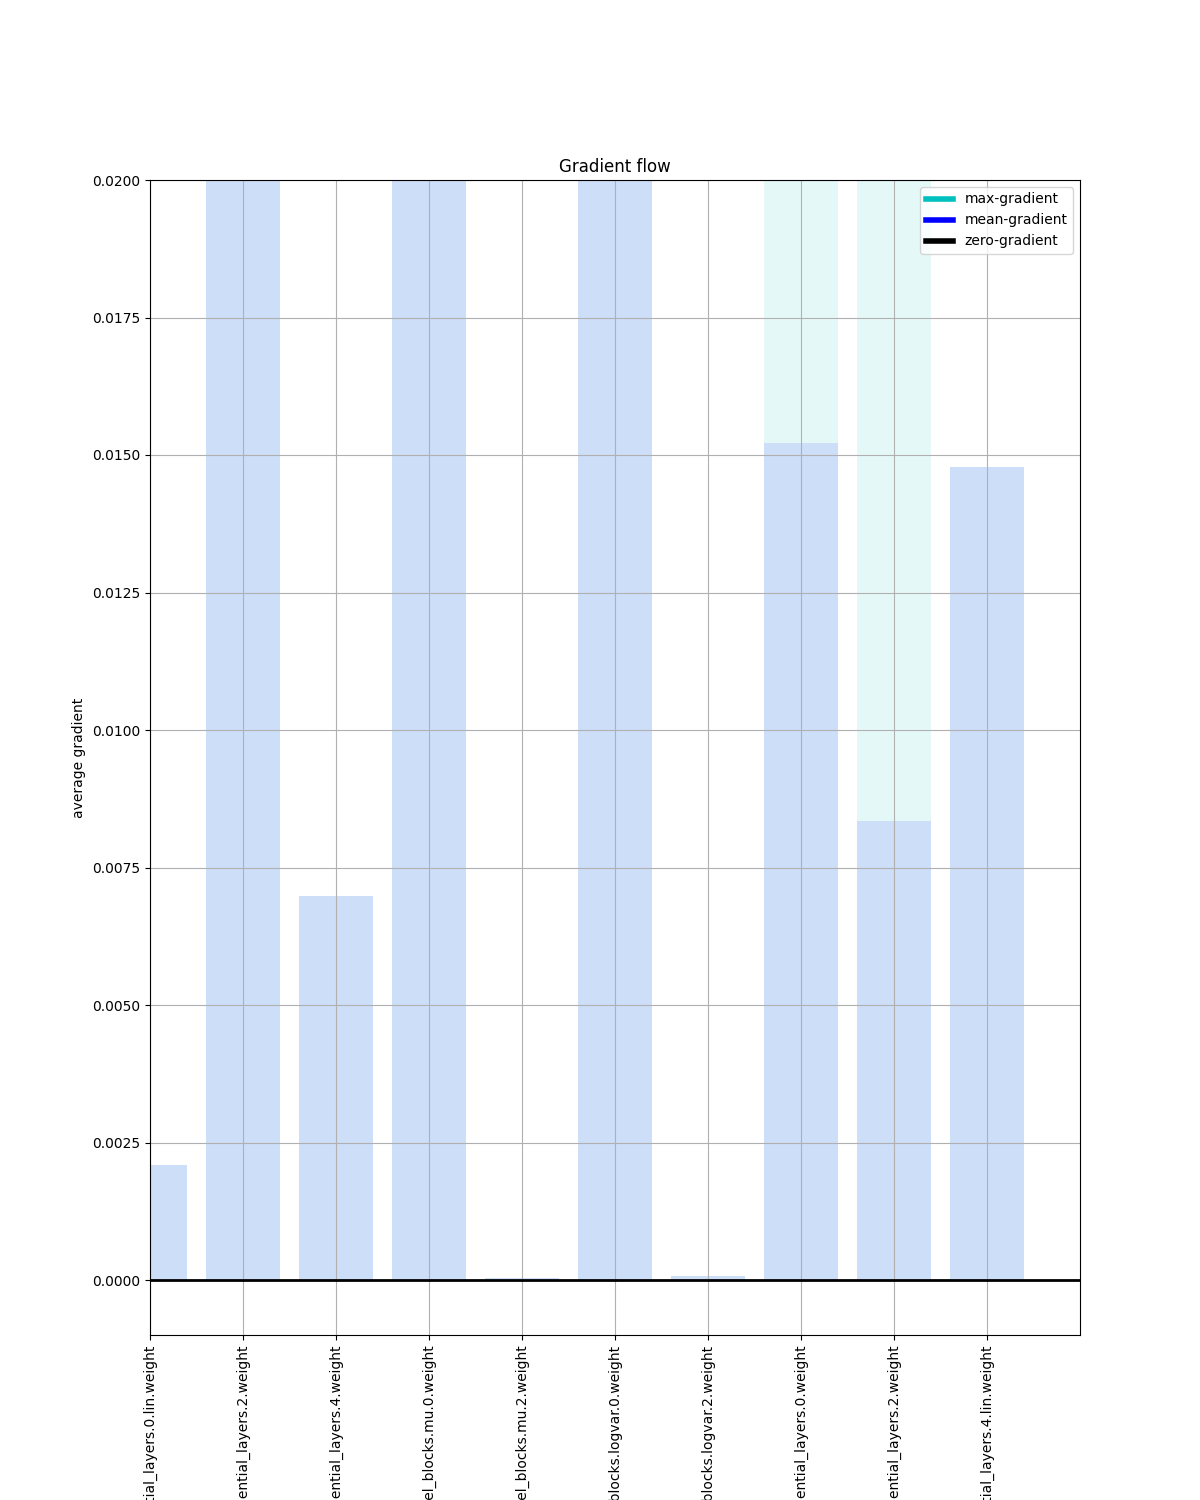 Gradient flow
max-gradient
mean-gradient
zero-gradient
average gradient
0.0200
0.0175
0.0150
0.0125
0.0100
0.0075
0.0050
0.0025
0.0000
tial_layers.0.lin.weight
ential_layers.2.weight
ential_layers.4.weight
el_blocks.mu.0.weight
el_blocks.mu.2.weight
blocks.logvar.0.weight
blocks.logvar.2.weight
ential_layers.0.weight
ential_layers.2.weight
tial_layers.4.lin.weight